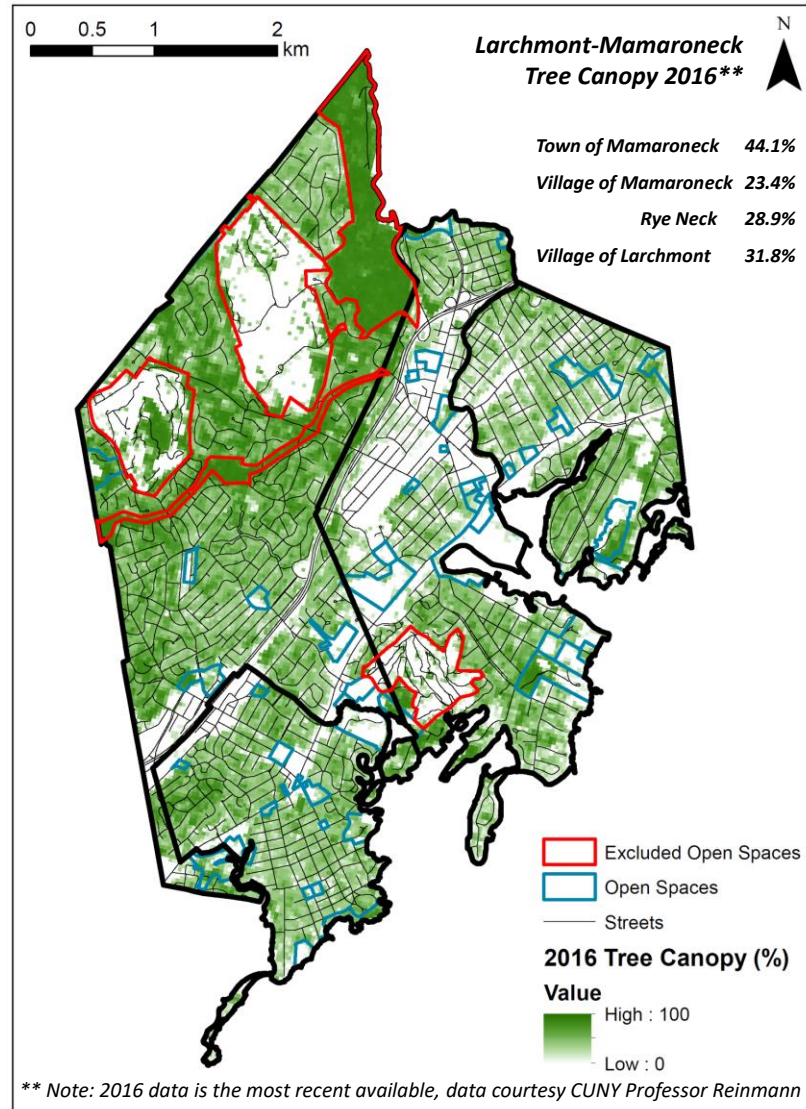 0 0.5 1 2
km
Larchmont-Mamaroneck
Tree Canopy 2016**
N
Town of Mamaroneck 44.1%
Village of Mamaroneck 23.4%
Rye Neck 28.9%
Village of Larchmont 31.8%
Excluded Open Spaces
Open Spaces
Streets
2016 Tree Canopy (%)
Value
High : 100
Low : 0
** Note: 2016 data is the most recent available, data courtesy CUNY Professor Reinmann